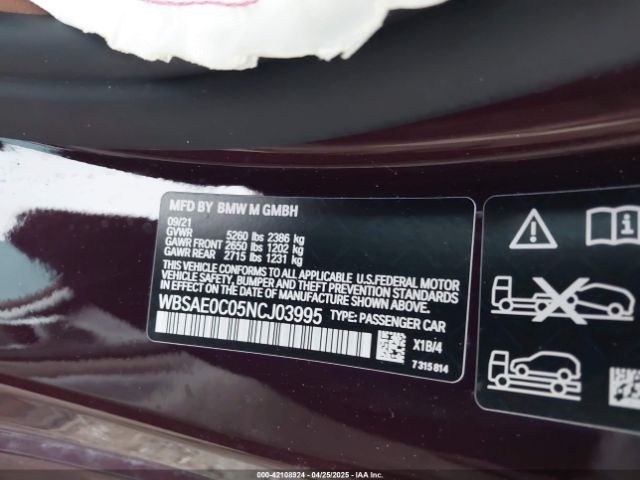 MFD BY BMW M GMBH
09/21
GVWR 5260 lbs 2386 kg
GAWR FRONT 2650 lbs 1202 kg
GAWR REAR 2715 lbs 1231 kg
THIS VEHICLE CONFORMS TO ALL APPLICABLE U.S.FEDERAL MOTOR
VEHICLE SAFETY, BUMPER AND THEFT PREVENTION STANDARDS
IN EFFECT ON THE DATE OF MANUFACTURE SHOWN ABOVE.
WBSAE0C05NCJ03995 TYPE: PASSENGER CAR
X1B/4
7315814
000-42108924 / 04/25/2025 - IAA Inc.